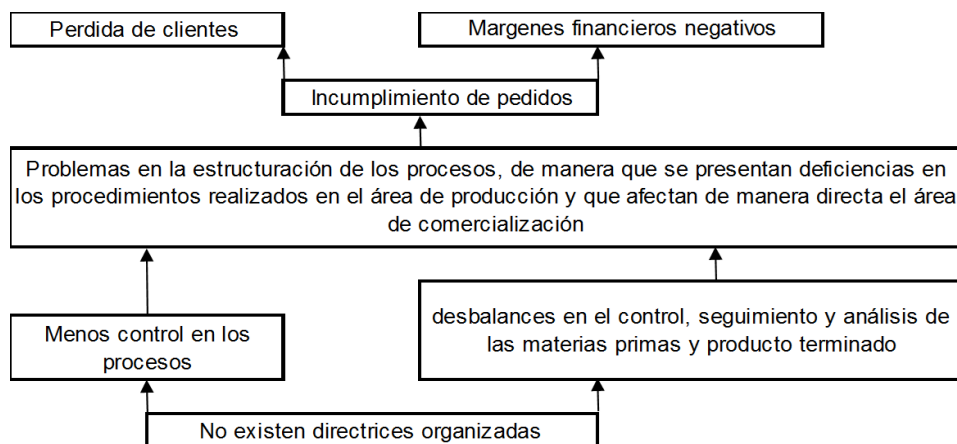 Perdida de clientes
Margenes financieros negativos
Incumplimiento de pedidos
Problemas en la estructuración de los procesos, de manera que se presentan deficiencias en
los procedimientos realizados en el área de producción y que afectan de manera directa el área
de comercialización
Menos control en los
procesos
desbalances en el control, seguimiento y análisis de
las materias primas y producto terminado
No existen directrices organizadas